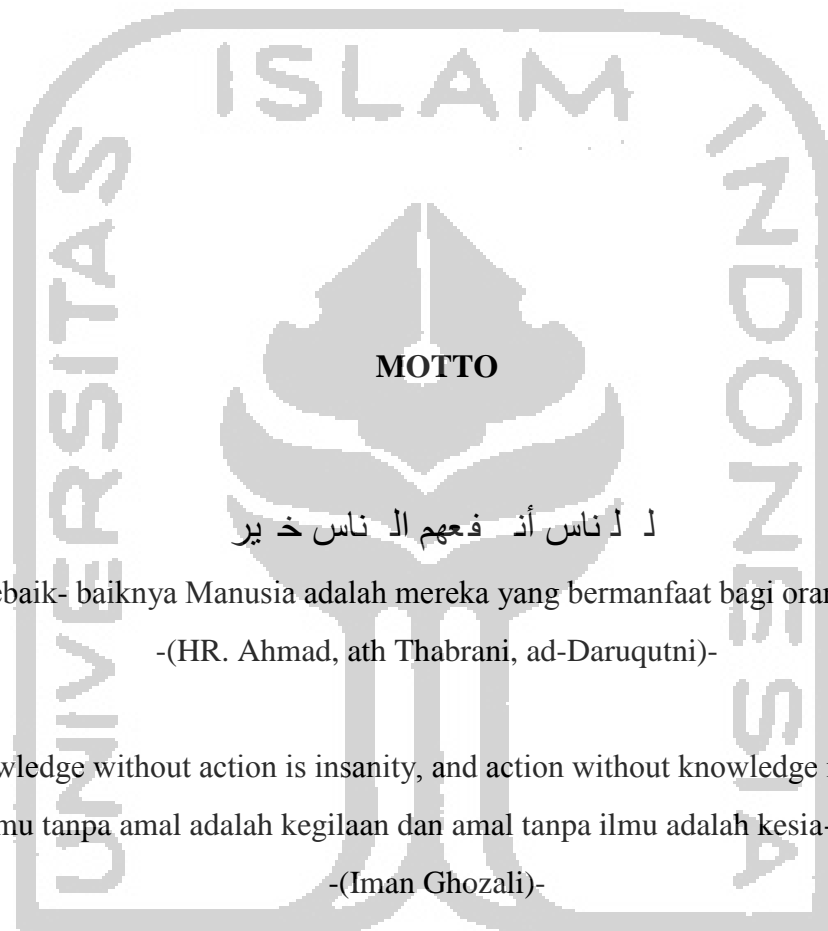 UNIVERSITAS
ISLAM
INDONESIA
MOTTO
ل لـ ناس أنـ فعهم الـ ناس خـ ير
ebaik- baiknya Manusia adalah mereka yang bermanfaat bagi
-(HR. Ahmad, ath Thabrani, ad-Daruqutni)-
wledge without action is insanity, and action without knowledge
mu tanpa amal adalah kegilaan dan amal tanpa ilmu adalah kesia-
-(Iman Ghozali)-